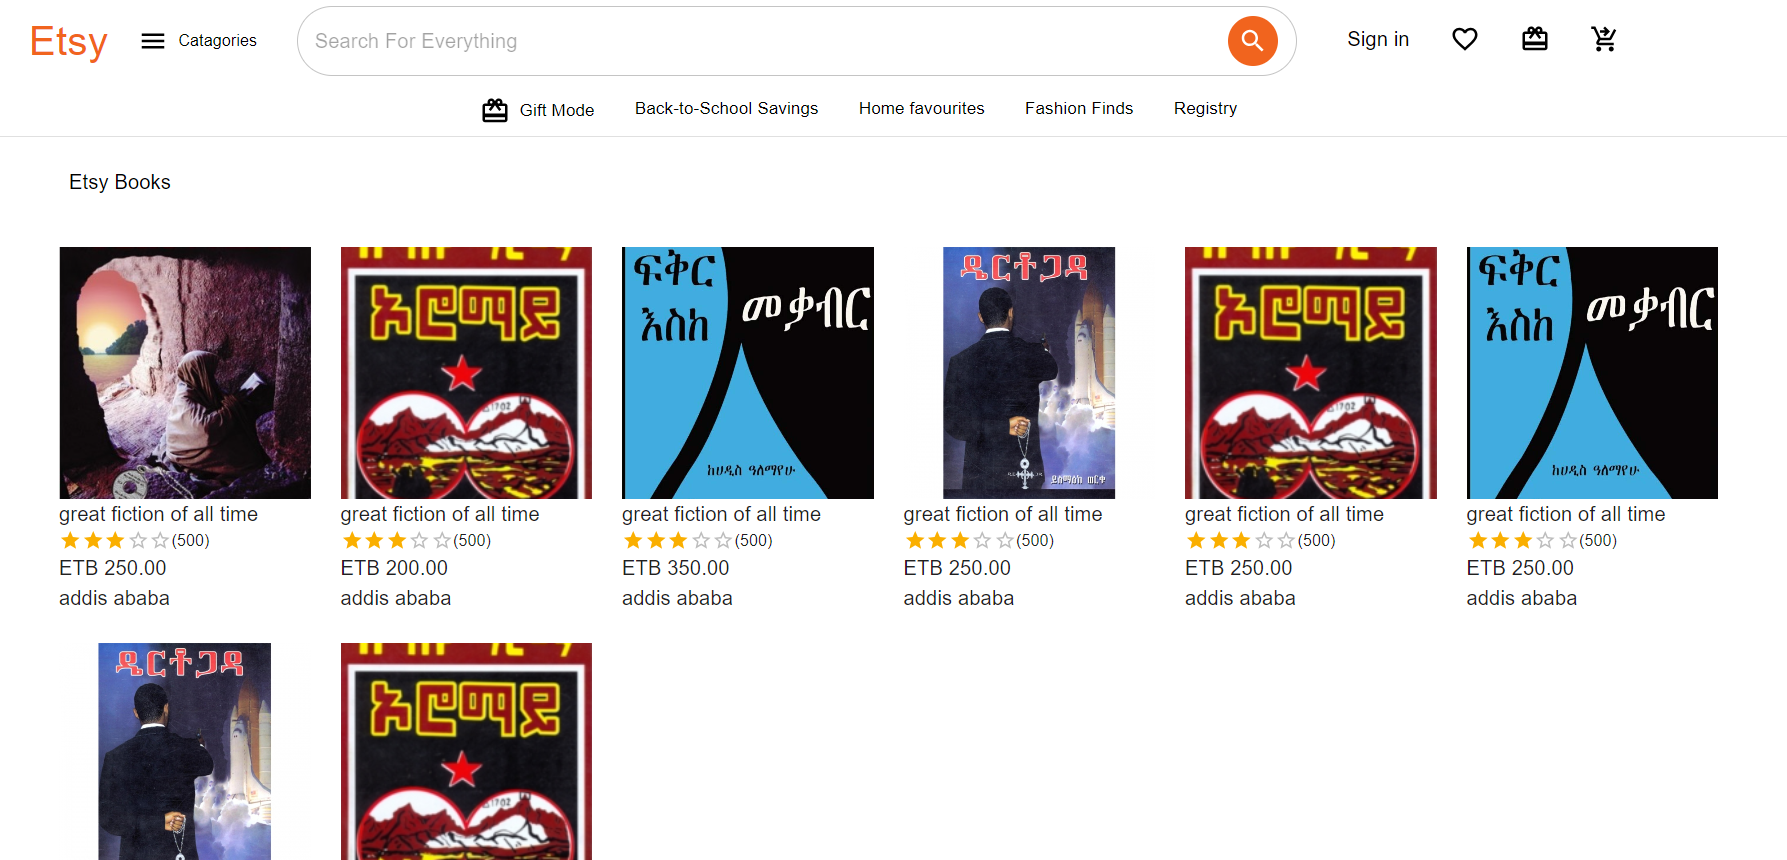 Etsy
Catagories
Search For Everything
Sign in
Gift Mode
Back-to-School Savings
Home favourites
Fashion Finds
Registry
Etsy Books
ኦሮማይ
1702
ፍቅር
እስከ
መቃብር
ከሀዲስ ዓለማየሁ
ዴርቶጋዳ
ይስማዕከ ወርቁ
ኦሮማይ
1702
ፍቅር
እስከ
መቃብር
ከሀዲስ ዓለማየሁ
great fiction of all time
(500)
ETB 250.00
addis ababa
great fiction of all time
(500)
ETB 200.00
addis ababa
great fiction of all time
(500)
ETB 350.00
addis ababa
great fiction of all time
(500)
ETB 250.00
addis ababa
great fiction of all time
(500)
ETB 250.00
addis ababa
great fiction of all time
(500)
ETB 250.00
addis ababa
ዴርቶጋዳ
ኦሮማይ
1702